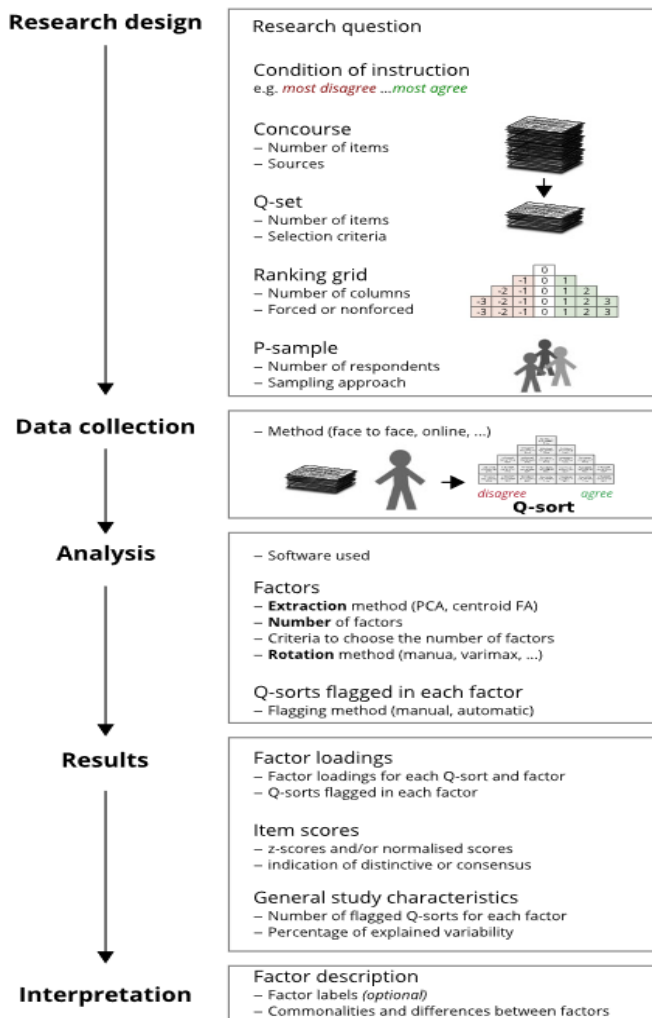 Research design
Research question
Condition of instruction
e.g. most disagree ...most agree
Concourse
– Number of items
– Sources
Q-set
– Number of items
– Selection criteria
Ranking grid
– Number of columns
– Forced or nonforced
0
-1 0 1
-2 -1 0 1 2
-3 -2 -1 0 1 2 3
-3 -2 -1 0 1 2 3
P-sample
– Number of respondents
– Sampling approach
Data collection
– Method (face to face, online, ...)
disagree agree
Q-sort
Analysis
– Software used
Factors
– Extraction method (PCA, centroid FA)
– Number of factors
– Criteria to choose the number of factors
– Rotation method (manua, varimax, ...)
Q-sorts flagged in each factor
– Flagging method (manual, automatic)
Results
Factor loadings
– Factor loadings for each Q-sort and factor
– Q-sorts flagged in each factor
Item scores
– z-scores and/or normalised scores
– indication of distinctive or consensus
General study characteristics
– Number of flagged Q-sorts for each factor
– Percentage of explained variability
Interpretation
Factor description
– Factor labels (optional)
– Commonalities and differences between factors